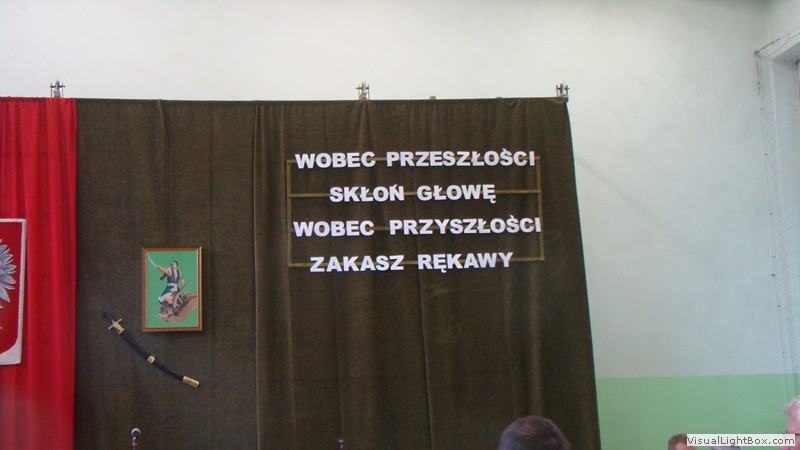 WOBEC PRZESZŁOŚCI
SKŁOŃ GŁOWĘ
WOBEC PRZYSZŁOŚCI
ZAKASZ RĘKAWY
VisualLightBox.com